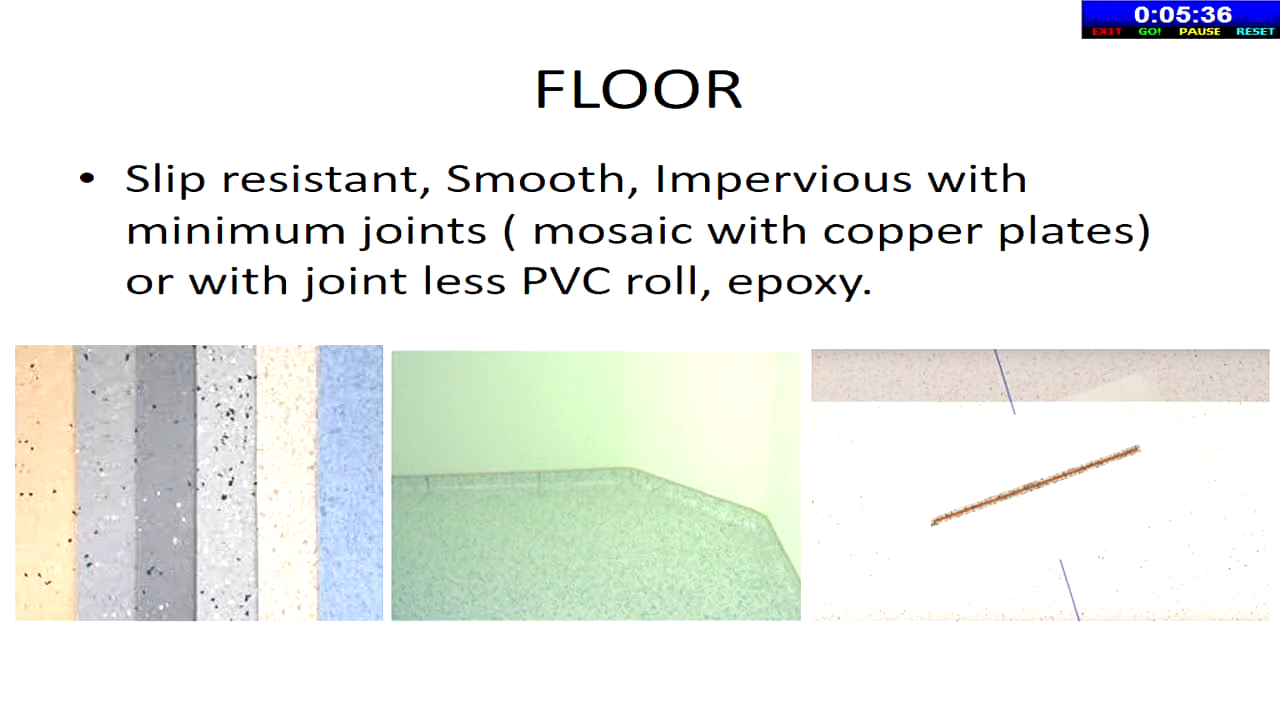 0:05:36
EXIT GO! PAUSE RESET
FLOOR
• Slip resistant, Smooth, Impervious with
minimum joints ( mosaic with copper plates)
or with joint less PVC roll, epoxy.